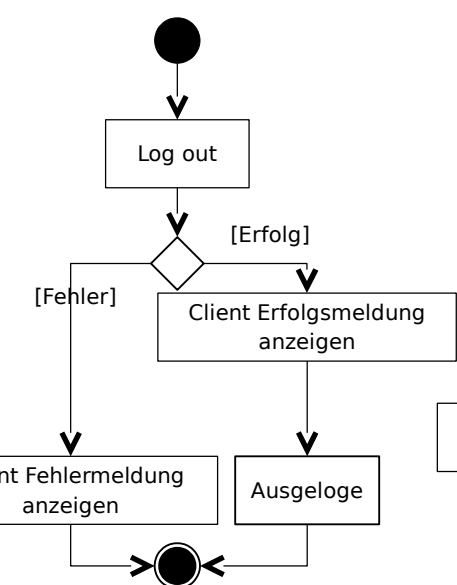 Log out
[Erfolg]
[Fehler]
Client Erfolgsmeldung
anzeigen
nt Fehlermeldung
anzeigen
Ausgeloge